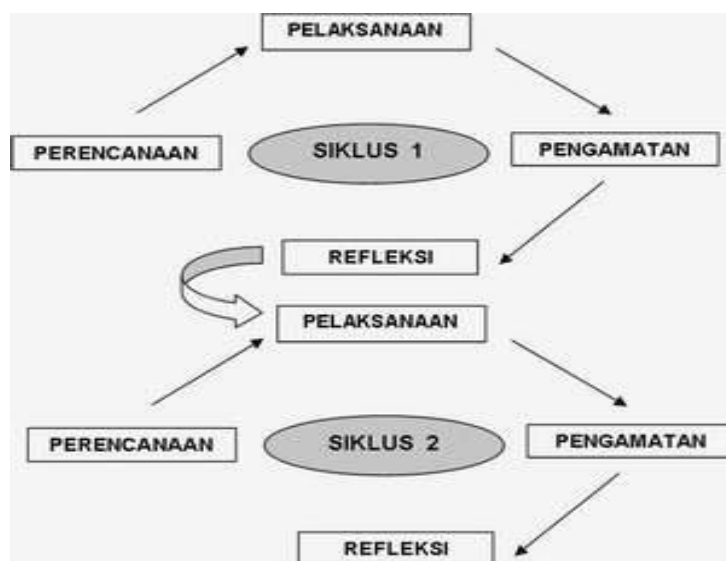 PELAKSANAAN
PERENCANAAN
SIKLUS 1
PENGAMATAN
REFLEKSI
PELAKSANAAN
PERENCANAAN
SIKLUS 2
PENGAMATAN
REFLEKSI